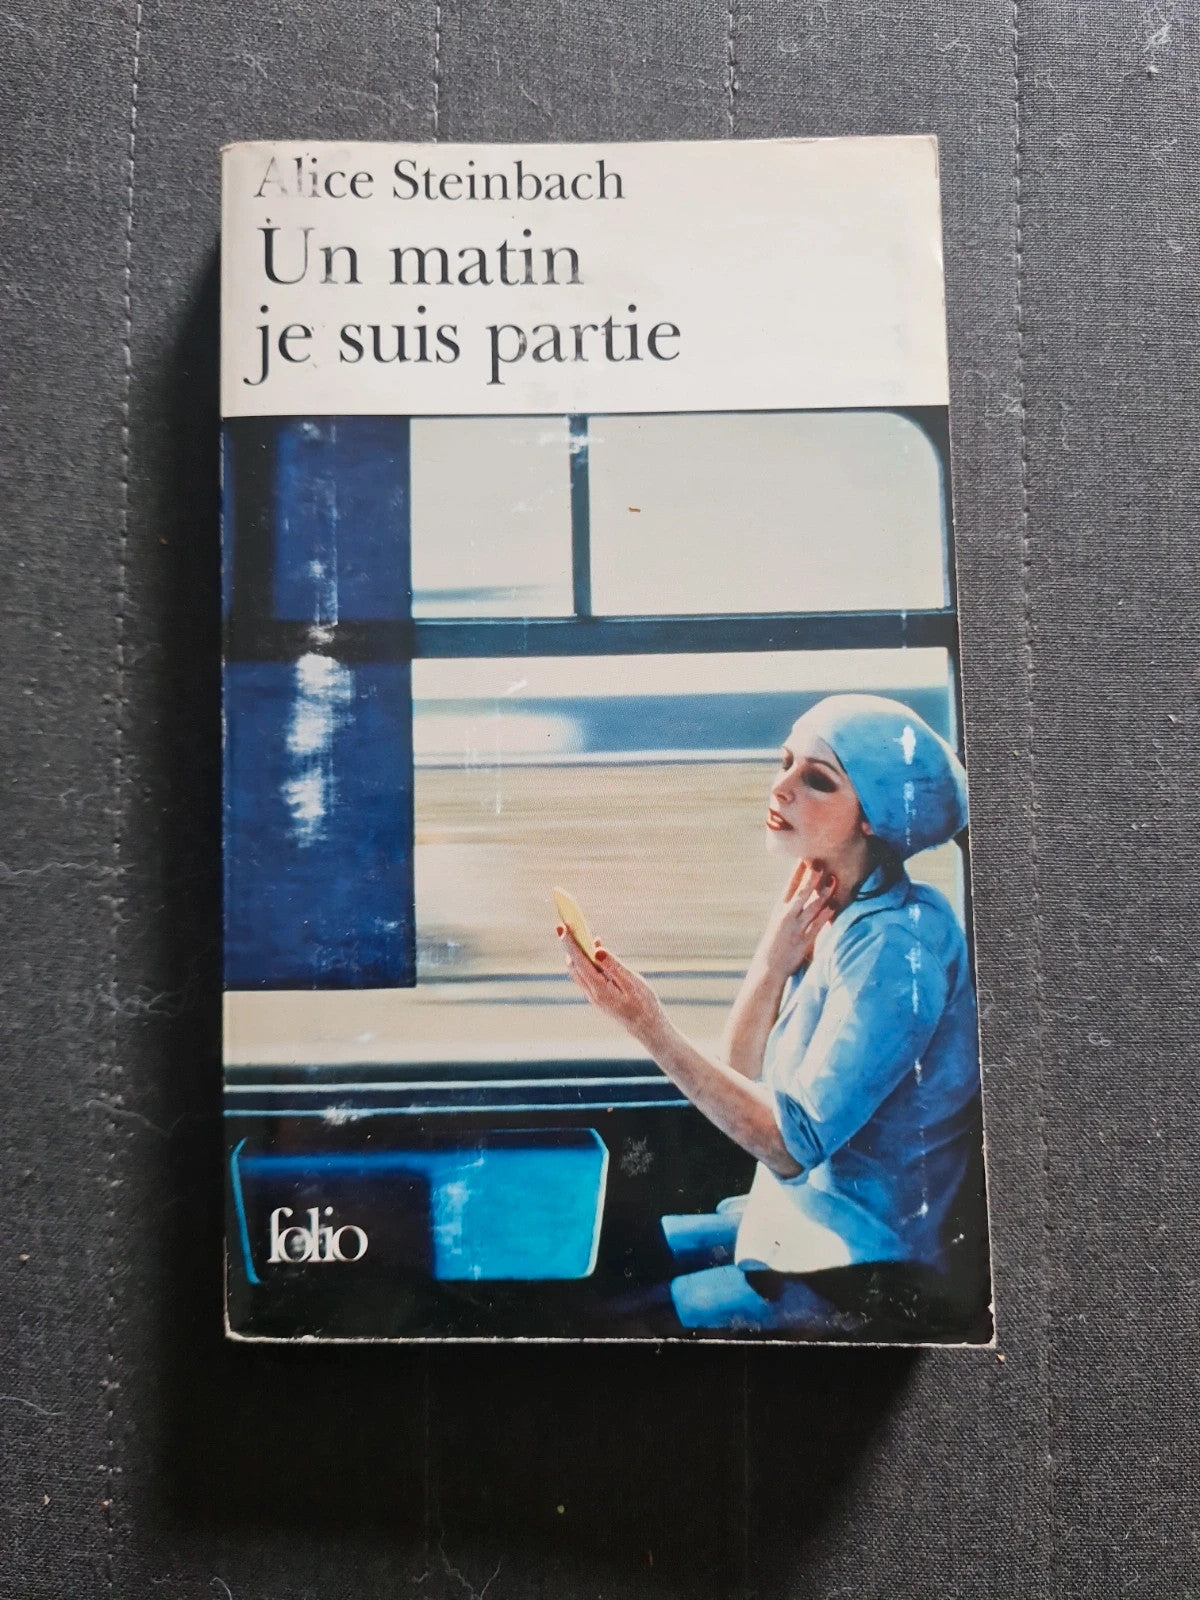 Alice Steinbach
Un matin
je suis partie
folio